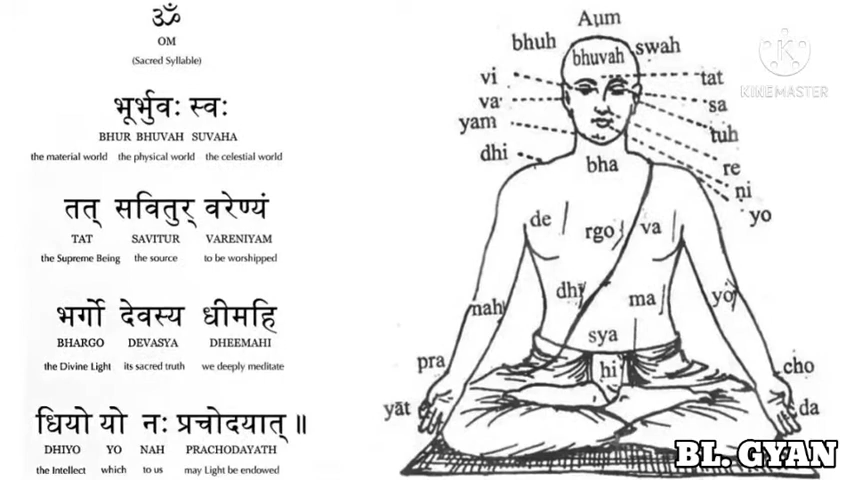 ॐ
OM
(Sacred Syllable)
भूर्भुवः स्वः
BHUR BHUVAH SUVAHA
the material world the physical world the celestial world
तत् सवितुर् वरेण्यं
TAT SAVITUR VARENIYAM
the Supreme Being the source to be worshipped
भर्गो देवस्य धीमहि
BHARGO DEVASYA DHEEMAHI
the Divine Light its sacred truth we deeply meditate
धियो यो नः प्रचोदयात् ॥
DHIYO YO NAH PRACHODAYATH
the Intellect which to us may Light be endowed
Aum
bhuh bhuvah swah
vi tat
va sa
yam tuh
dhi re
bha ṇi
yo
de rgo va
dhi ma yo
nah
sya
pra hi cho
yāt da
KINEMASTER
BL. GYAN